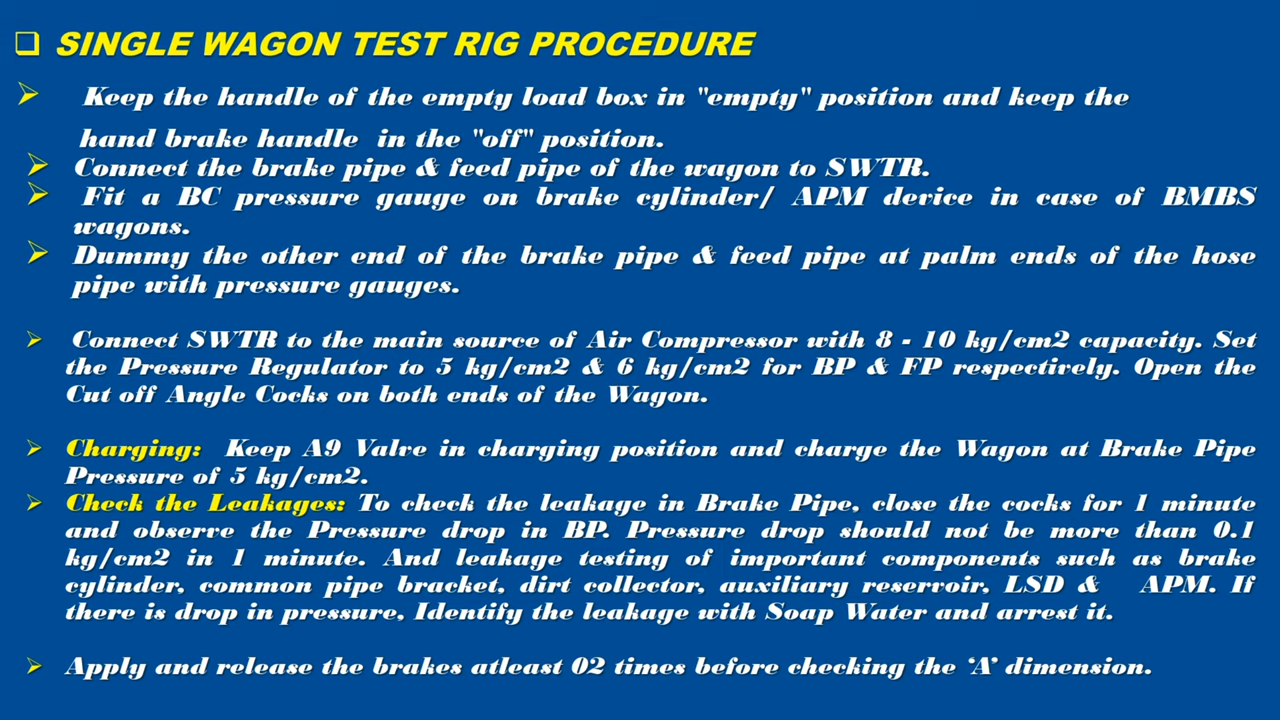 SINGLE WAGON TEST RIG PROCEDURE
Keep the handle of the empty load box in "empty" position and keep the
hand brake handle in the "off" position.
Connect the brake pipe & feed pipe of the wagon to SWTR.
Fit a BC pressure gauge on brake cylinder/ APM device in case of BMBS
wagons.
Dummy the other end of the brake pipe & feed pipe at palm ends of the hose
pipe with pressure gauges.
Connect SWTR to the main source of Air Compressor with 8 - 10 kg/cm2 capacity. Set
the Pressure Regulator to 5 kg/cm2 & 6 kg/cm2 for BP & FP respectively. Open the
Cut off Angle Cocks on both ends of the Wagon.
Charging: Keep A9 Valve in charging position and charge the Wagon at Brake Pipe
Pressure of 5 kg/cm2.
Check the Leakages: To check the leakage in Brake Pipe, close the cocks for 1 minute
and observe the Pressure drop in BP. Pressure drop should not be more than 0.1
kg/cm2 in 1 minute. And leakage testing of important components such as brake
cylinder, common pipe bracket, dirt collector, auxiliary reservoir, LSD & APM. If
there is drop in pressure, Identify the leakage with Soap Water and arrest it.
Apply and release the brakes atleast 02 times before checking the ‘A’ dimension.